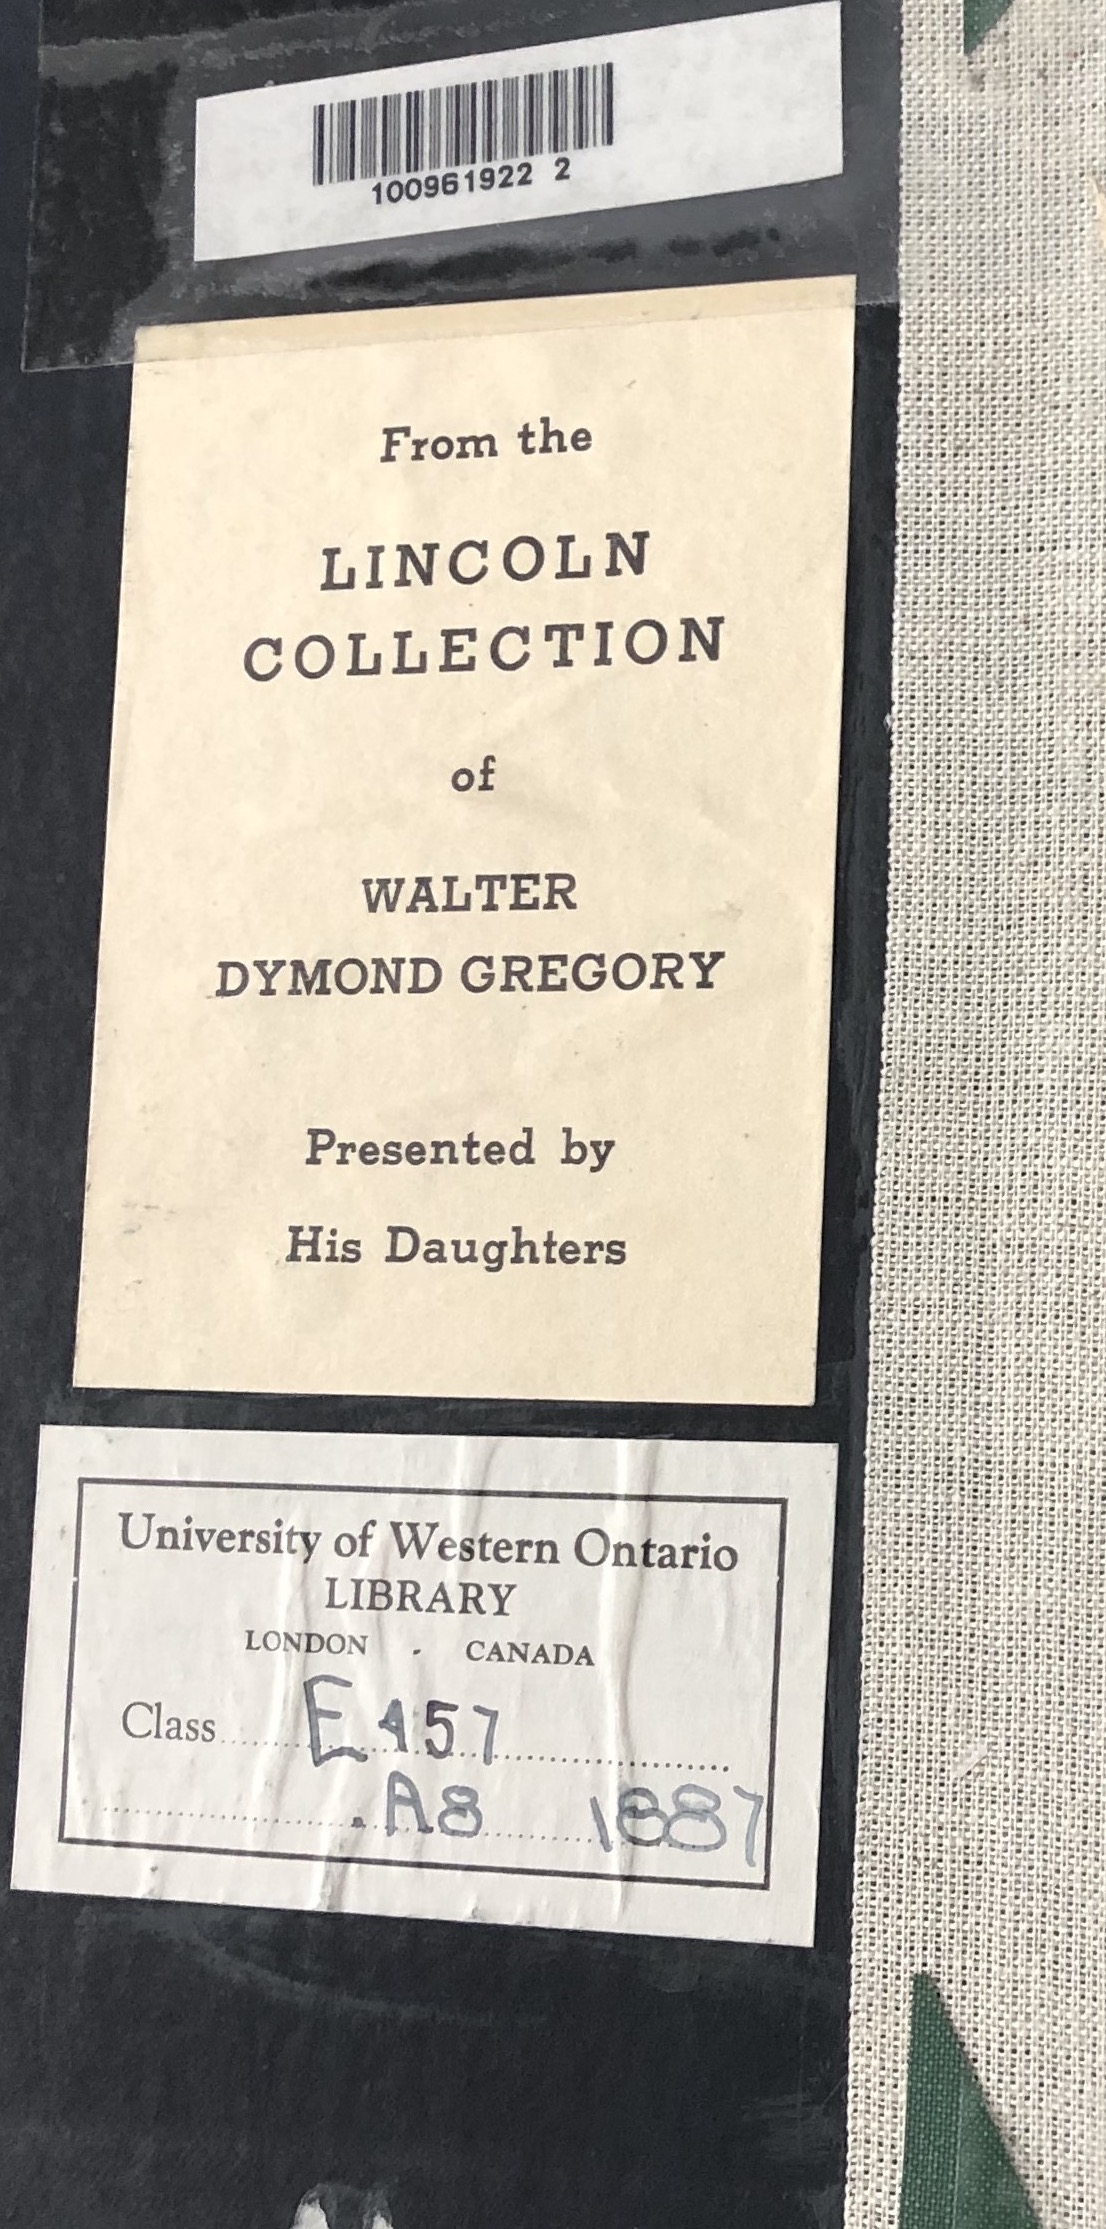 100961922 2
From the
LINCOLN
COLLECTION
of
WALTER
DYMOND GREGORY
Presented by
His Daughters
University of Western Ontario
LIBRARY
LONDON . CANADA
Class E457
.A8 1887